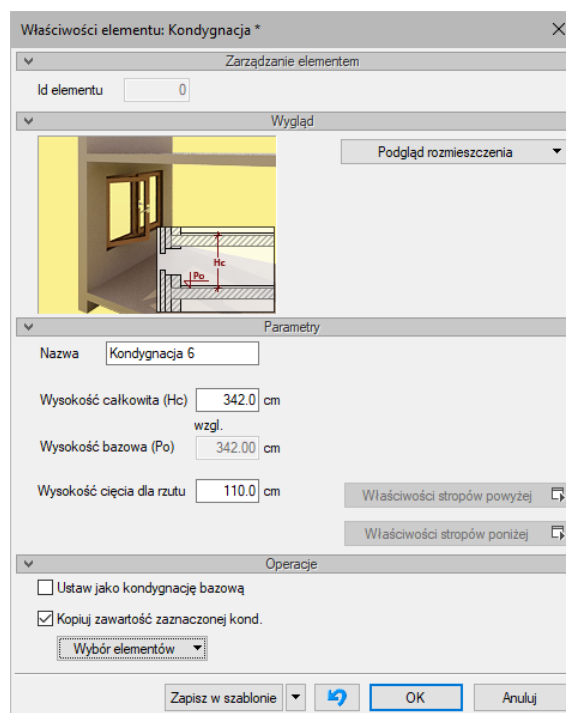 Właściwości elementu: Kondygnacja *
Zarządzanie elementem
Id elementu 0
Wygląd
Podgląd rozmieszczenia
Hc
Po
Parametry
Nazwa Kondygnacja 6
Wysokość całkowita (Hc) 342.0 cm
wzgl.
Wysokość bazowa (Po) 342.00 cm
Wysokość cięcia dla rzutu 110.0 cm
Właściwości stropów powyżej
Właściwości stropów poniżej
Operacje
Ustaw jako kondygnację bazową
Kopiuj zawartość zaznaczonej kond.
Wybór elementów
Zapisz w szablonie OK Anuluj